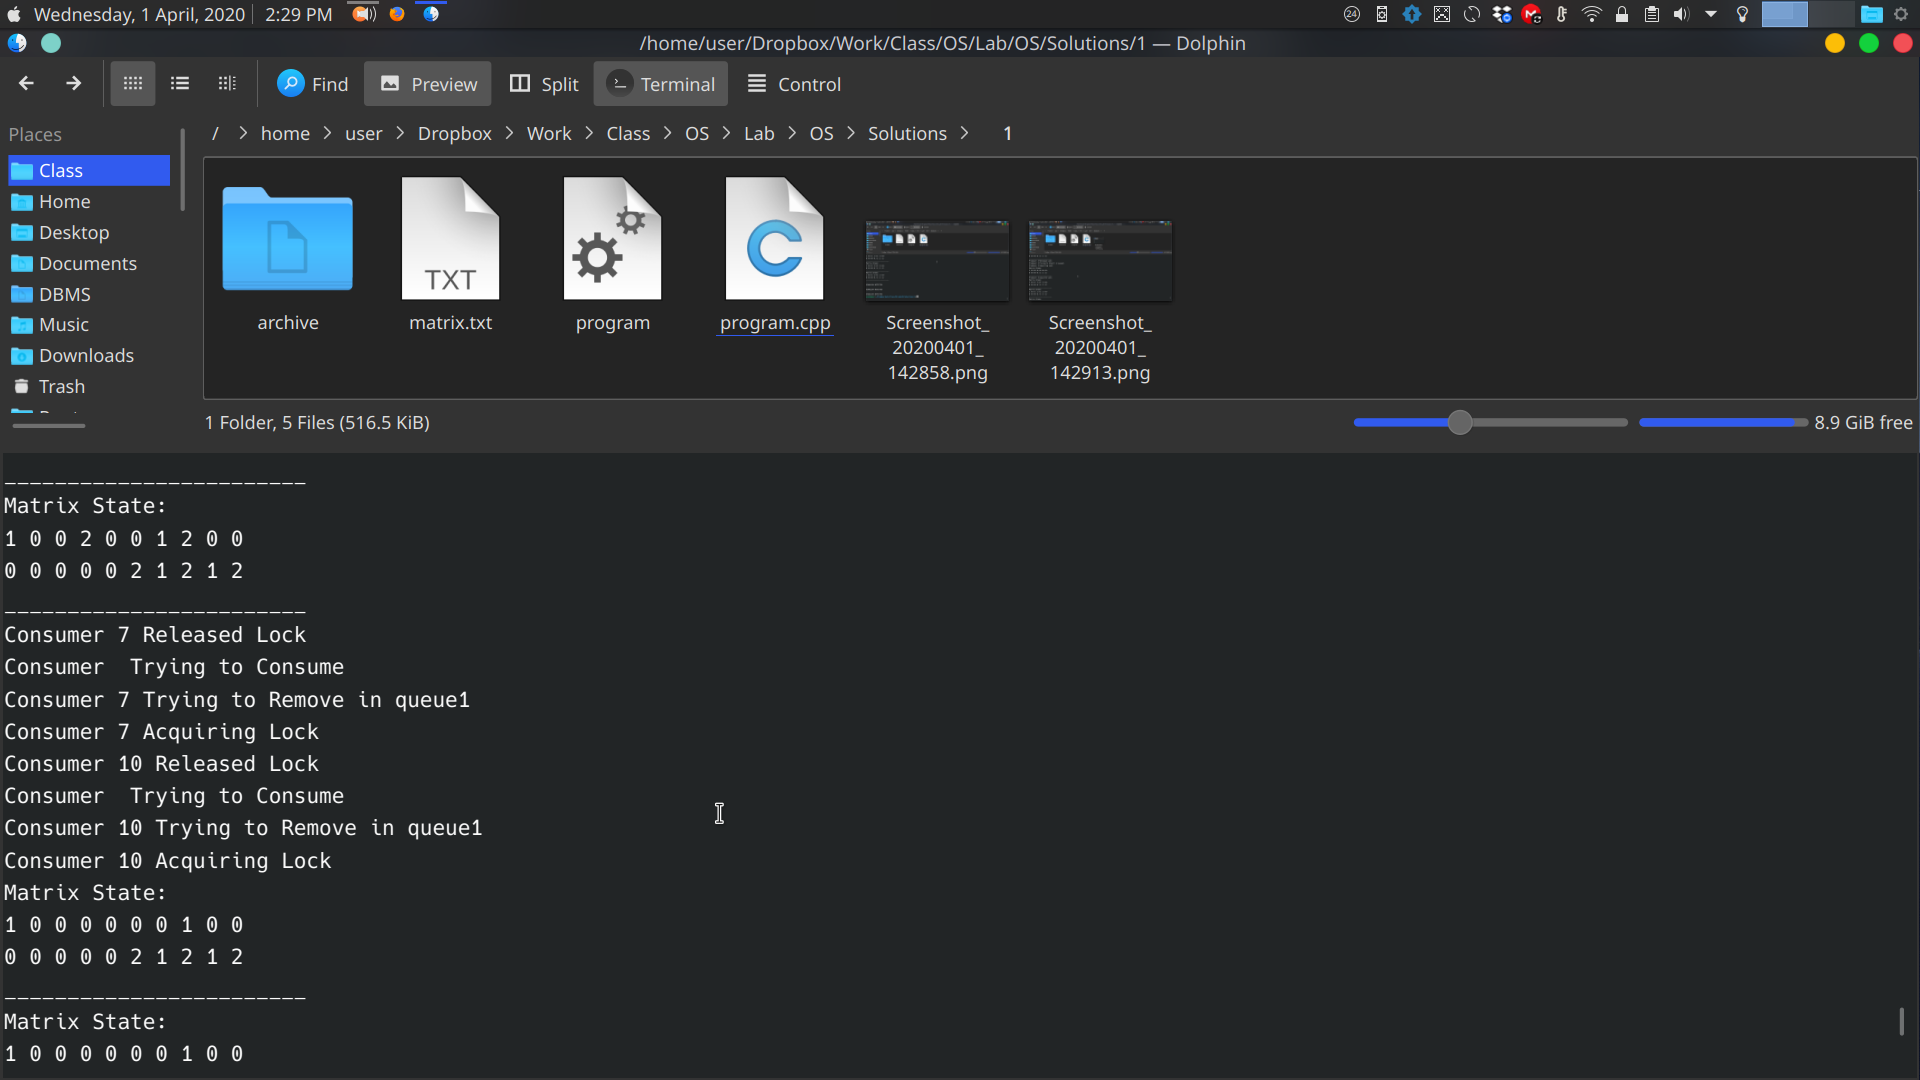 Wednesday, 1 April, 2020 2:29 PM 24
/home/user/Dropbox/Work/Class/OS/Lab/OS/Solutions/1 — Dolphin
Find Preview Split Terminal Control
Places
/ > home > user > Dropbox > Work > Class > OS > Lab > OS > Solutions > 1
Class
Home
Desktop
Documents
DBMS
Music
Downloads
Trash
TXT
archive
matrix.txt
program
program.cpp
Screenshot_
20200401_
142858.png
Screenshot_
20200401_
142913.png
1 Folder, 5 Files (516.5 KiB)
8.9 GiB free
________________________
Matrix State:
1 0 0 2 0 0 1 2 0 0
0 0 0 0 0 2 1 2 1 2
________________________
Consumer 7 Released Lock
Consumer  Trying to Consume
Consumer 7 Trying to Remove in queue1
Consumer 7 Acquiring Lock
Consumer 10 Released Lock
Consumer  Trying to Consume
Consumer 10 Trying to Remove in queue1
Consumer 10 Acquiring Lock
Matrix State:
1 0 0 0 0 0 0 1 0 0
0 0 0 0 0 2 1 2 1 2
________________________
Matrix State:
1 0 0 0 0 0 0 1 0 0